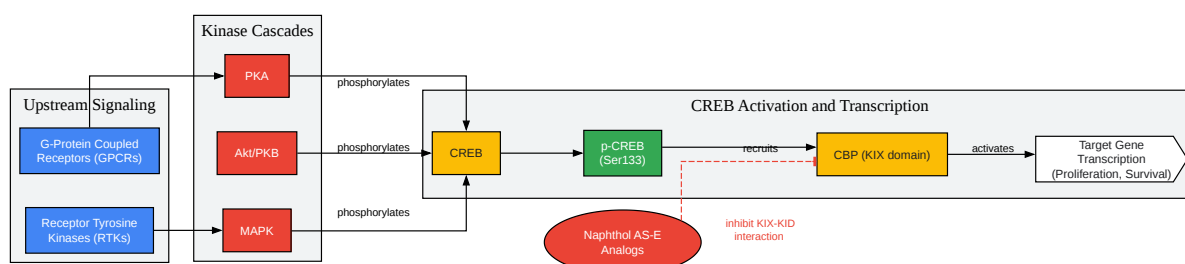 Kinase Cascades
PKA
phosphorylates
Upstream Signaling
CREB Activation and Transcription
G-Protein Coupled
Receptors (GPCRs)
Akt/PKB
phosphorylates
CREB
p-CREB
(Ser133)
recruits
CBP (KIX domain)
activates
Target Gene
Transcription
(Proliferation, Survival)
Receptor Tyrosine
Kinases (RTKs)
MAPK
phosphorylates
Naphthol AS-E
Analogs
inhibit KIX-KID
interaction